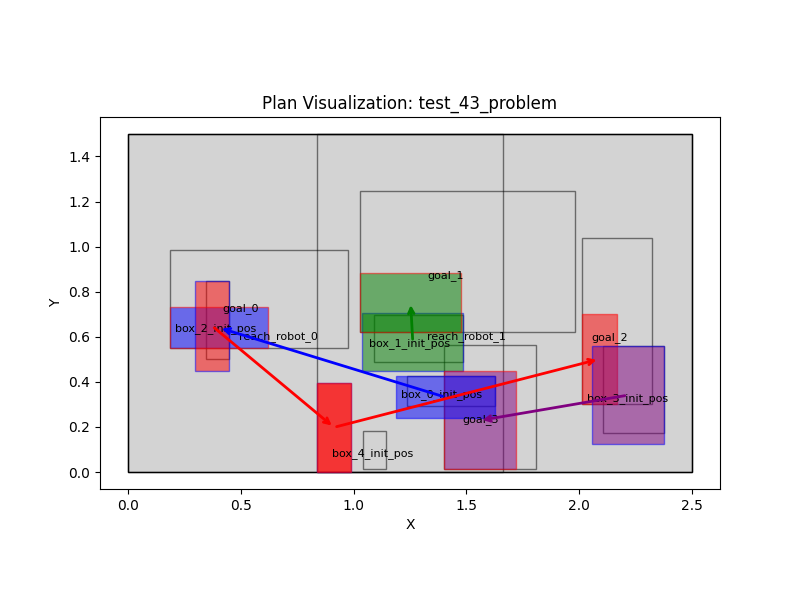 Plan Visualization: test_43_problem
1.4
1.2
1.0
0.8
0.6
0.4
0.2
0.0
Y
goal_1
goal_0
box_2_init_pos
reach_robot_0
reach_robot_1
box_1_init_pos
goal_2
box_0_init_pos
box_3_init_pos
goal_3
box_4_init_pos
0.0 0.5 1.0 1.5 2.0 2.5
X